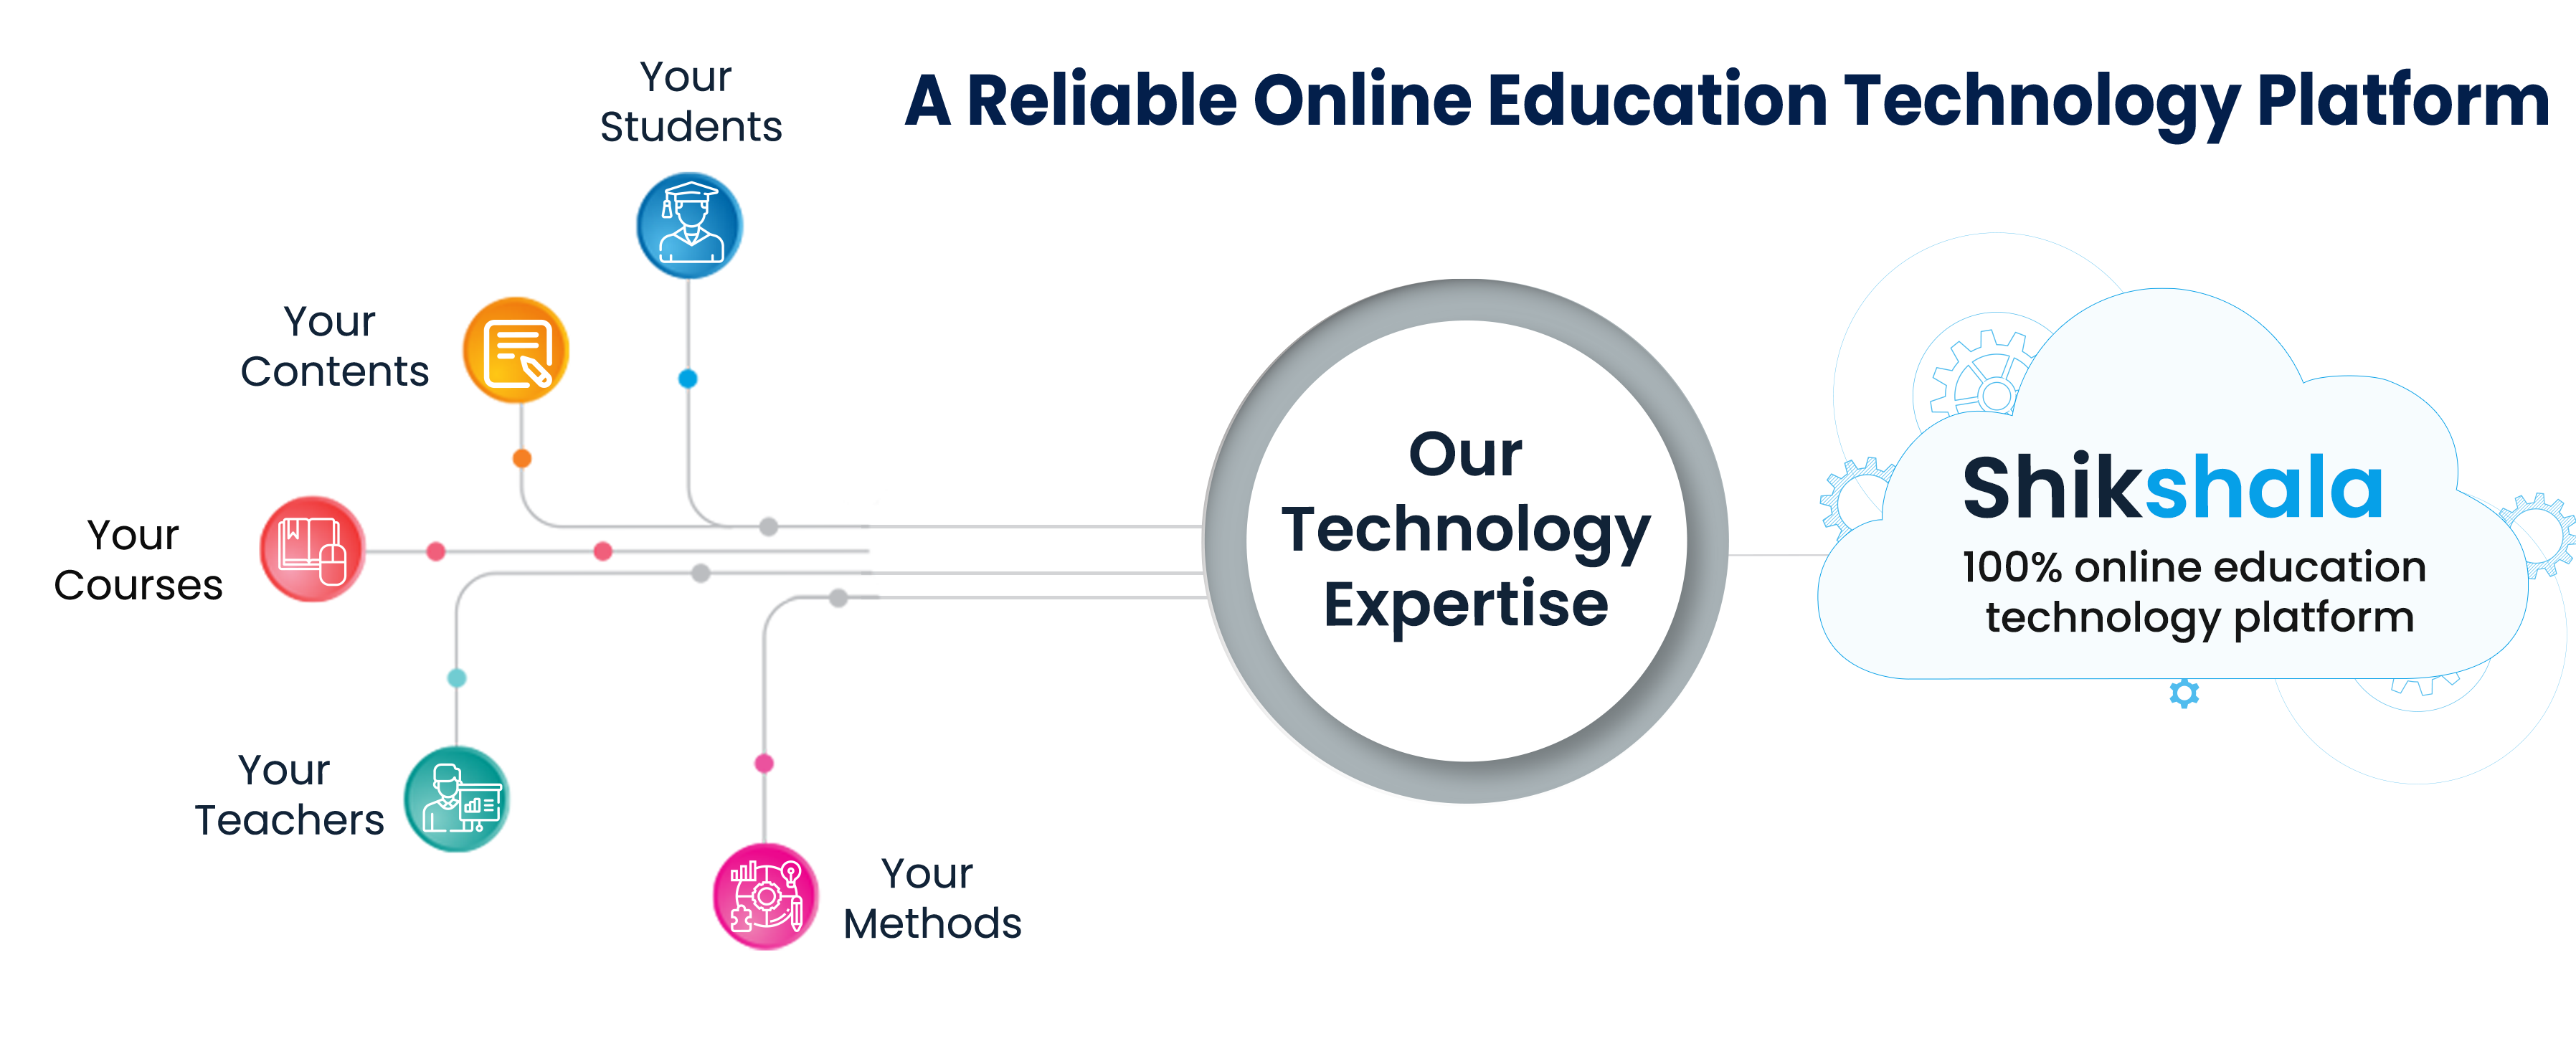 A Reliable Online Education Technology Platform
Your
Students
Your
Contents
Your
Courses
Your
Teachers
Your
Methods
Our
Technology
Expertise
Shikshala
100% online education
technology platform